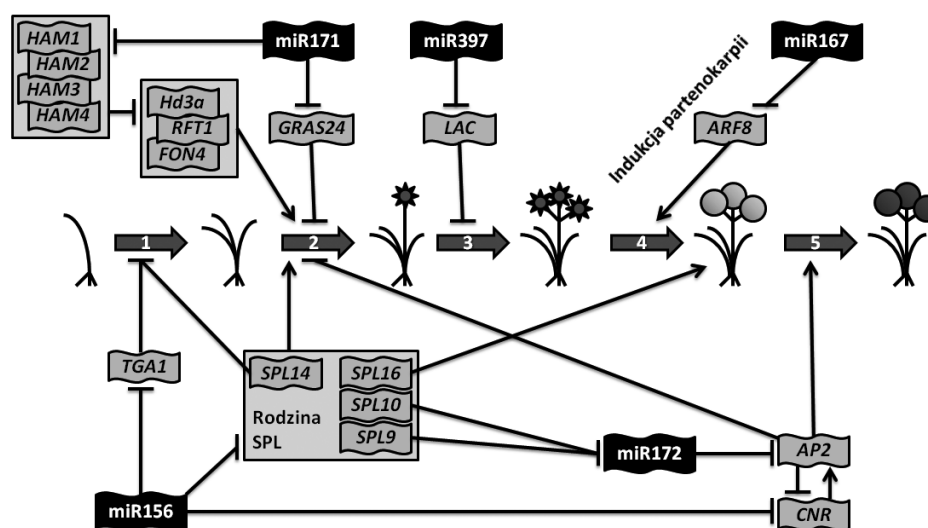 HAM1
HAM2
HAM3
HAM4
miR171
miR397
miR167
Hd3a
RFT1
FON4
GRAS24
LAC
ARF8
Indukcja partenokarpii
1
2
3
4
5
TGA1
SPL14
SPL16
SPL10
SPL9
Rodzina
SPL
miR172
AP2
miR156
CNR